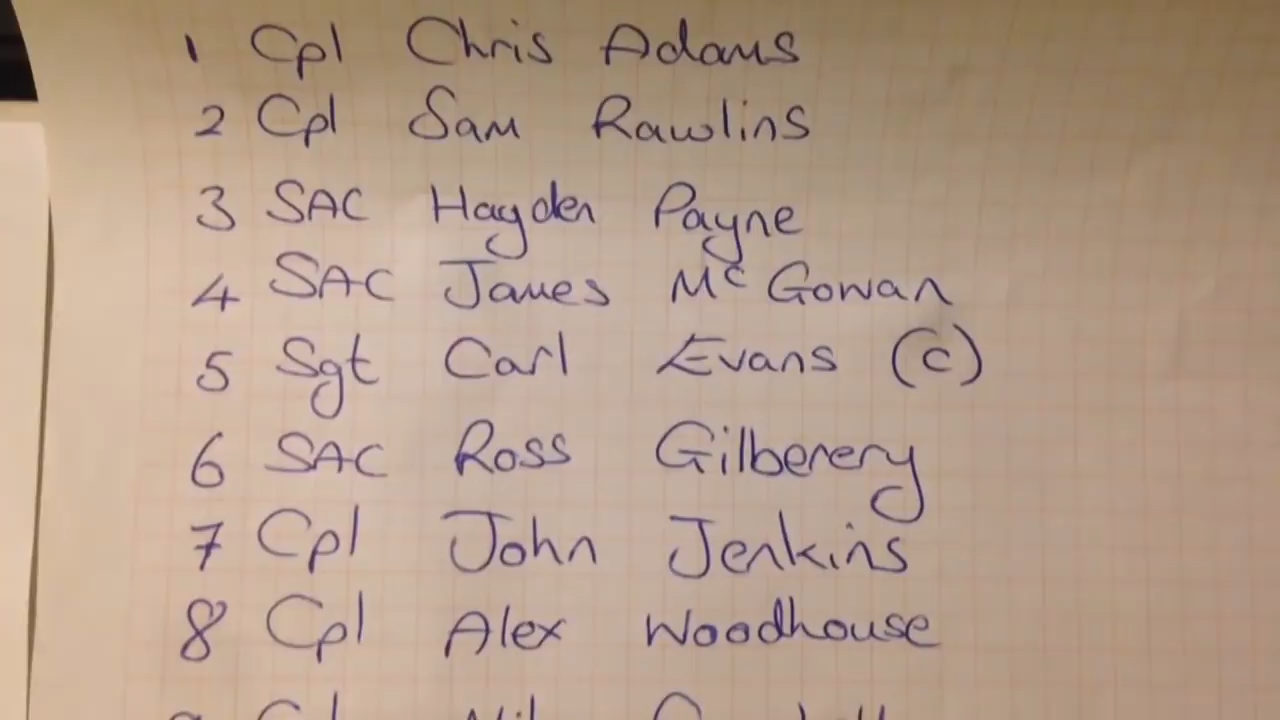 1 Cpl Chris Adams
2 Cpl Sam Rawlins
3 SAC Hayden Payne
4 SAC James McGowan
5 Sgt Carl Evans (c)
6 SAC Ross Gilberery
7 Cpl John Jenkins
8 Cpl Alex Woodhouse